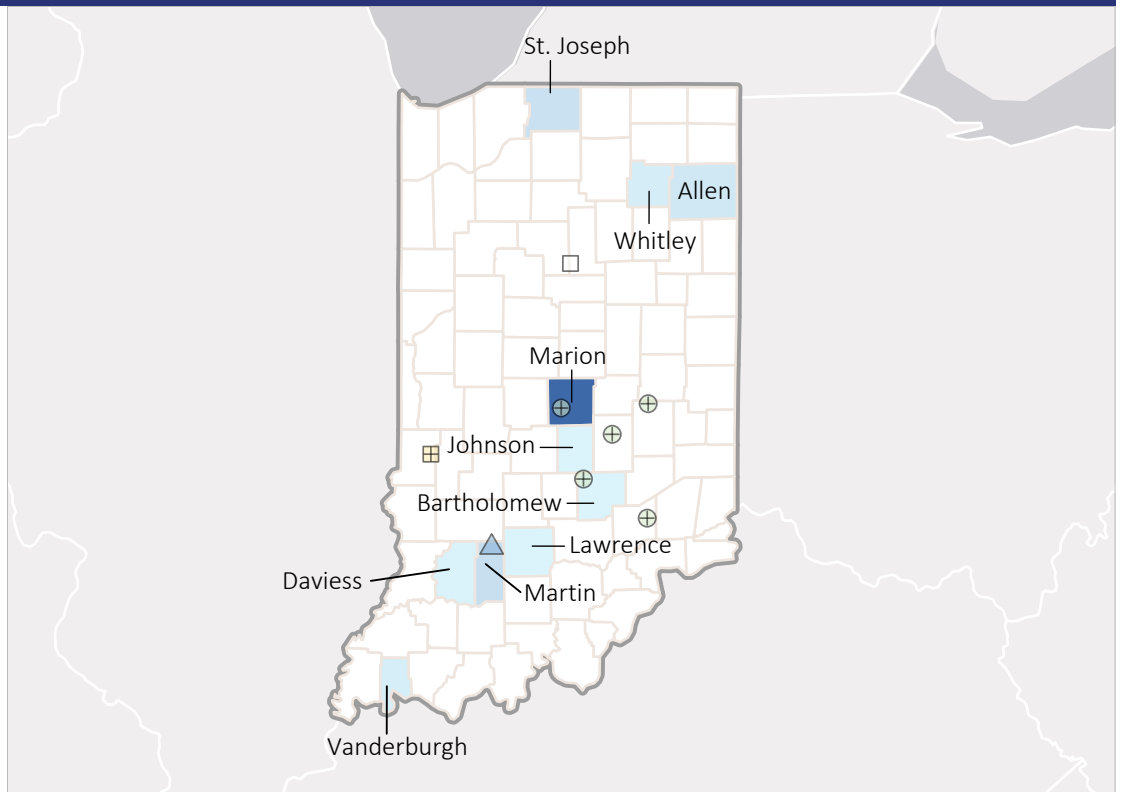 St. Joseph
Allen
Whitley
Marion
Johnson
Bartholomew
Lawrence
Daviess
Martin
Vanderburgh